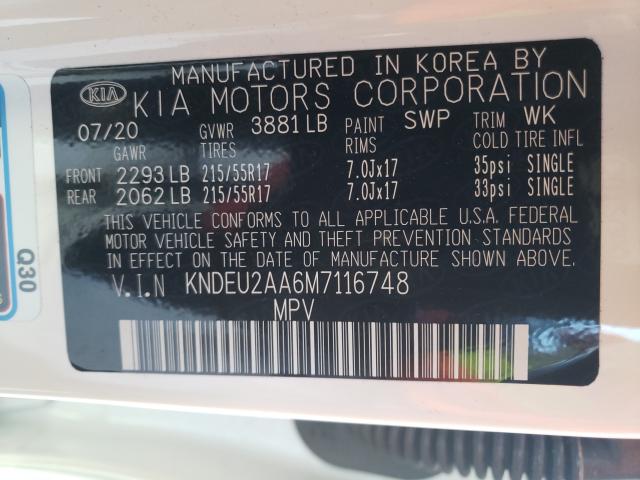 MANUFACTURED IN KOREA BY
KIA KIA MOTORS CORPORATION
07/20 GVWR 3881 LB PAINT SWP TRIM WK
GAWR TIRES RIMS COLD TIRE INFL
FRONT 2293 LB 215/55R17 7.0Jx17 35psi SINGLE
REAR 2062 LB 215/55R17 7.0Jx17 33psi SINGLE
THIS VEHICLE CONFORMS TO ALL APPLICABLE U.S.A. FEDERAL
MOTOR VEHICLE SAFETY AND THEFT PREVENTION STANDARDS
IN EFFECT ON THE DATE OF MANUFACTURE SHOWN ABOVE.
V.I.N KNDEU2AA6M7116748
MPV
Q30